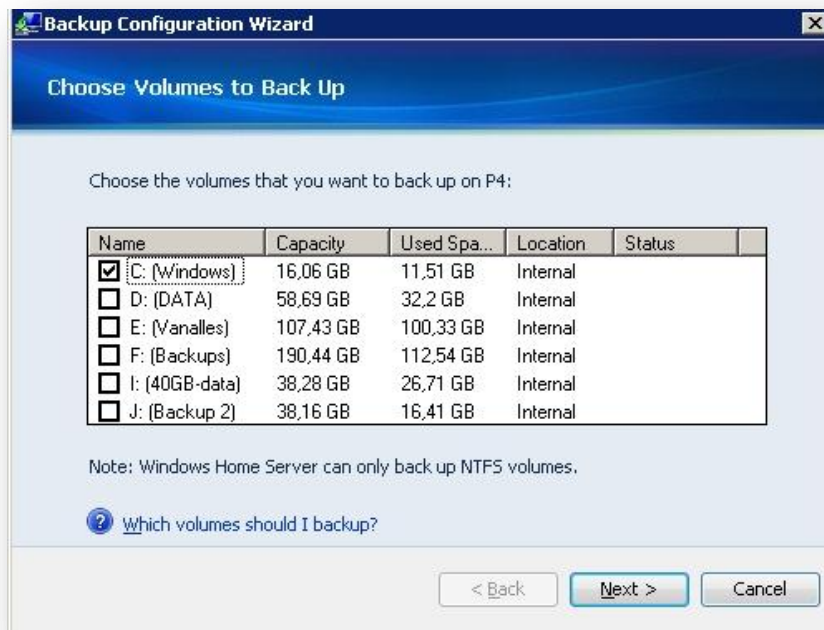 Backup Configuration Wizard
Choose Volumes to Back Up
Choose the volumes that you want to back up on P4:
Name Capacity Used Spa... Location Status
C: (Windows) 16,06 GB 11,51 GB Internal
D: (DATA) 58,69 GB 32,2 GB Internal
E: (Vanalles) 107,43 GB 100,33 GB Internal
F: (Backups) 190,44 GB 112,54 GB Internal
I: (40GB-data) 38,28 GB 26,71 GB Internal
J: (Backup 2) 38,16 GB 16,41 GB Internal
Note: Windows Home Server can only back up NTFS volumes.
Which volumes should I backup?
< Back Next > Cancel